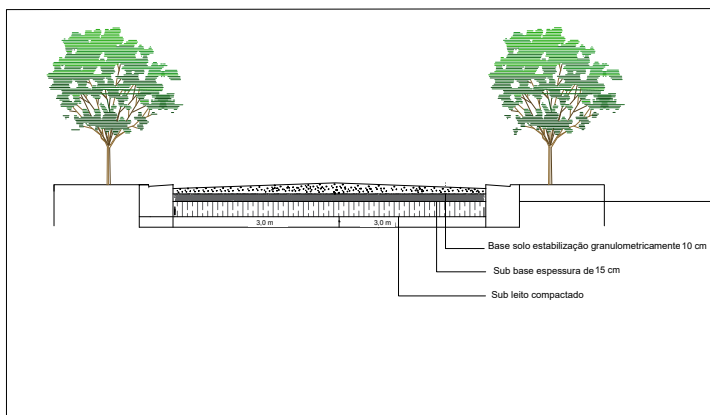 3,0 m 3,0 m
Base solo estabilização granulometricamente 10 cm
Sub base espessura de 15 cm
Sub leito compactado